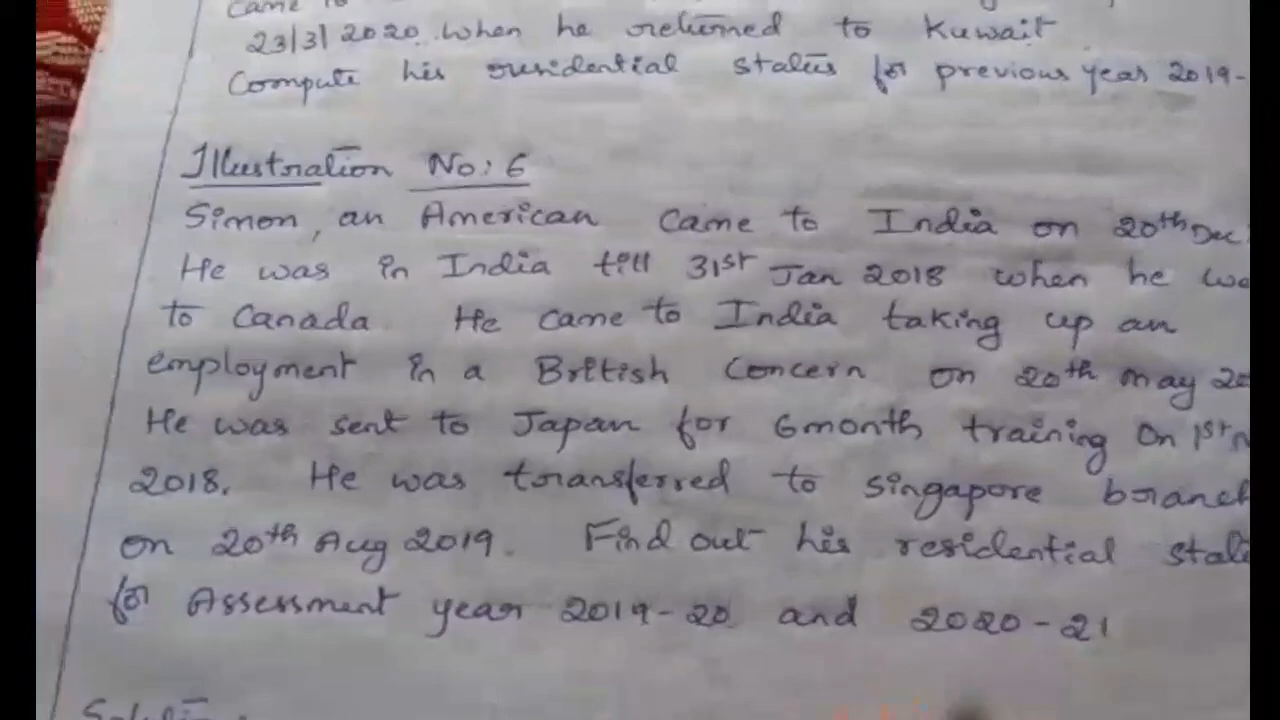 came to
23/3/2020. when he returned to Kuwait
Compute his residential status for previous year 2019-
Illustration No: 6
Simon, an American came to India on 20th Dec
He was in India till 31st Jan 2018 when he
to Canada He came to India taking up an
employment in a British concern on 20th may
He was sent to Japan for 6month training On 1st
2018. He was transferred to singapore branch
on 20th Aug 2019. Find out his residential
for Assessment year 2019-20 and 2020-21